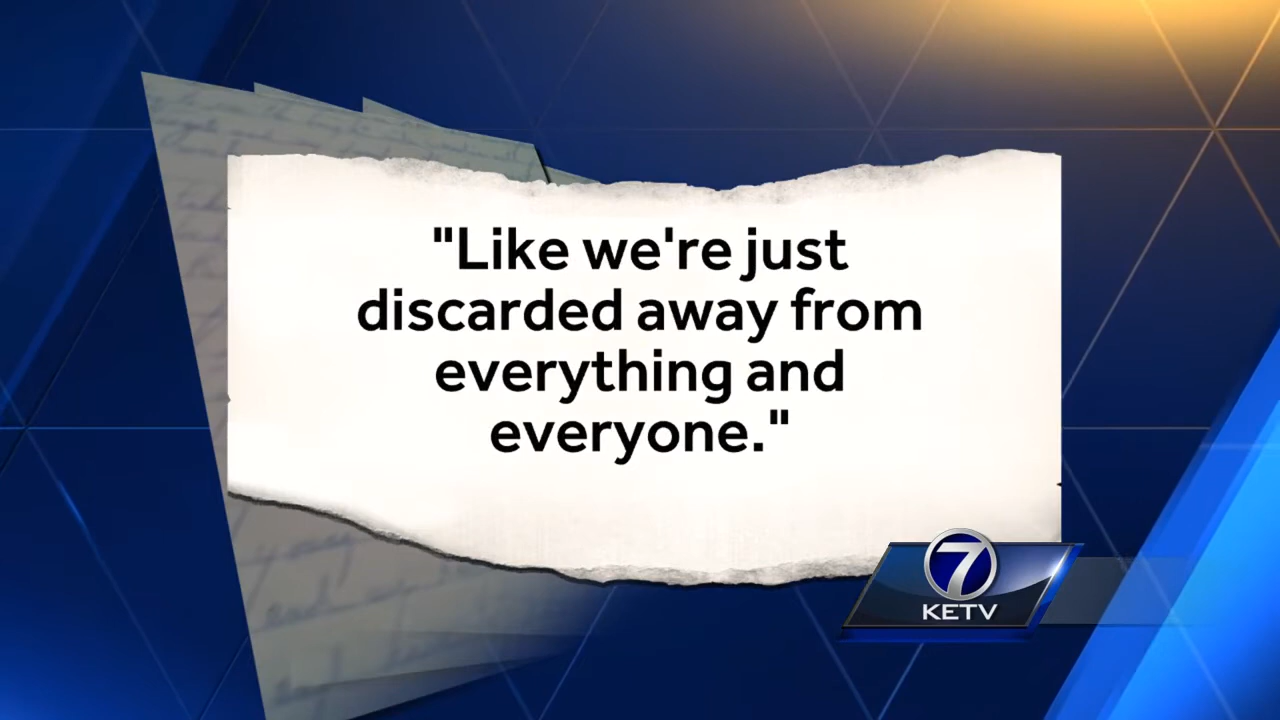 "Like we're just
discarded away from
everything and
everyone."
7
KETV